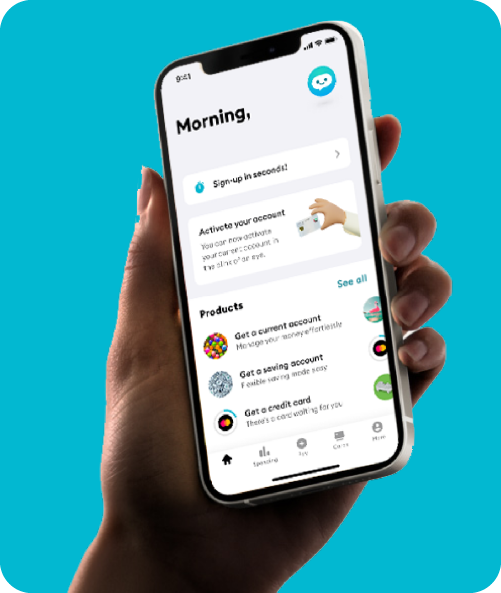 9:41
Morning,
Sign-up in seconds!
Activate your account
You can now activate
your current account in
the blink of an eye.
Products
See all
Get a current account
Manage your money effortlessly
Get a saving account
Flexible saving made easy
Get a credit card
There's a card waiting for you
Spending
Pay
Cards
More